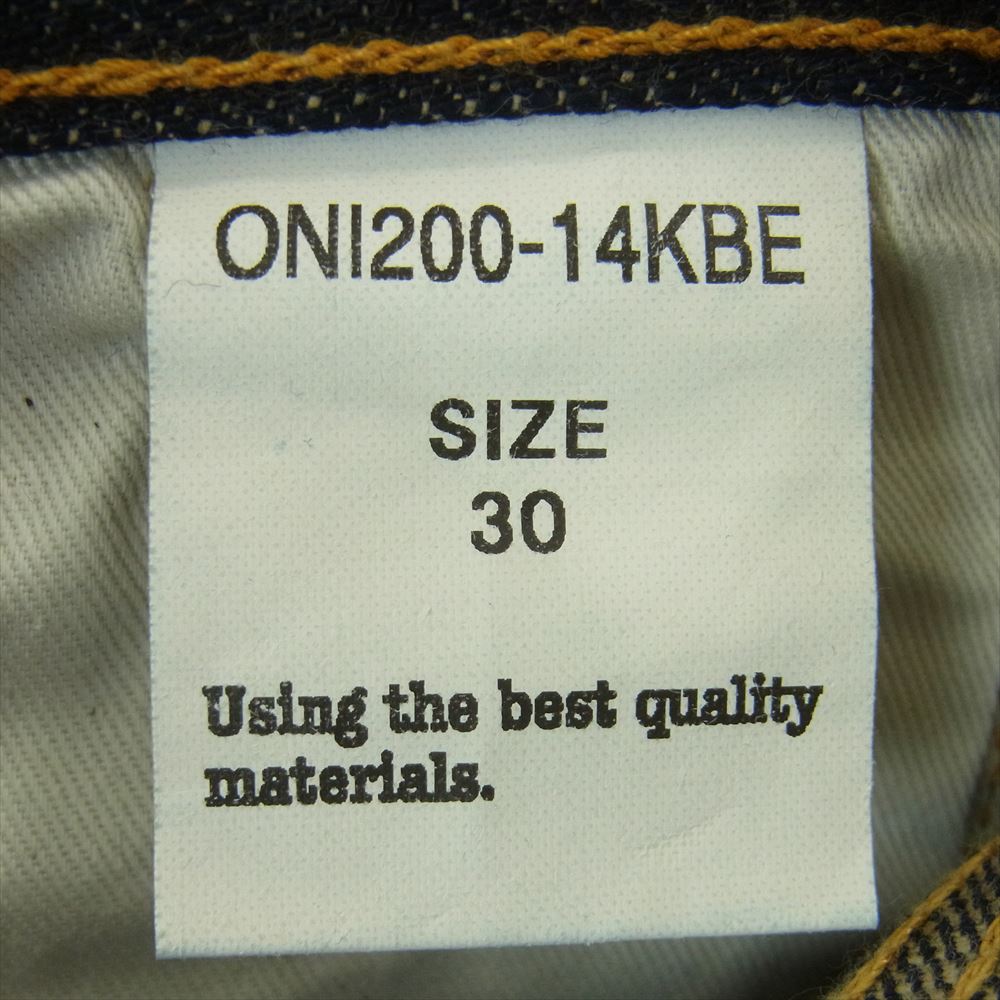 ONI200-14KBE
SIZE
30
Using the best quality
materials.